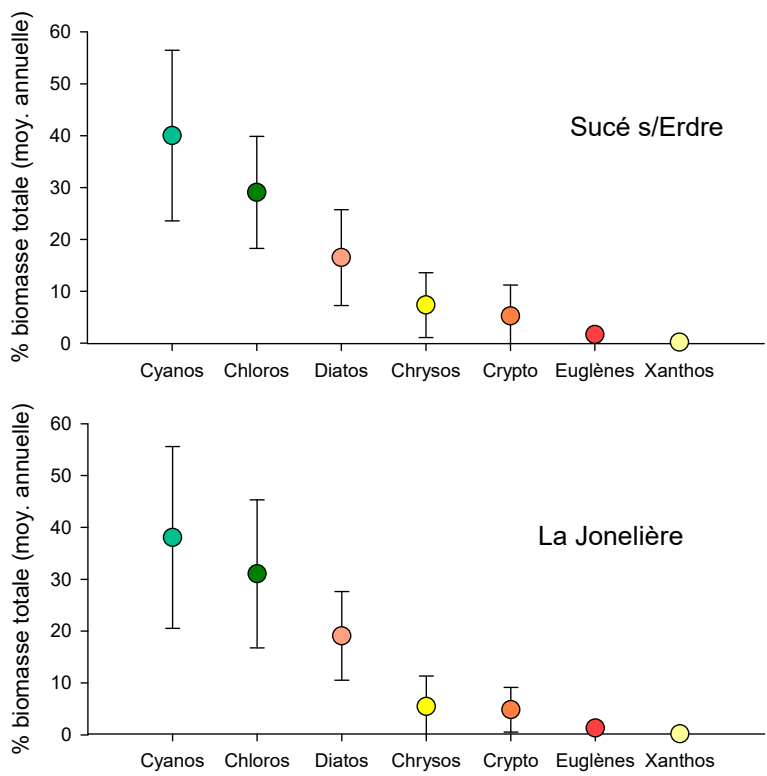 % biomasse totale (moy. annuelle)
60
50
40
30
20
10
0
Sucé s/Erdre
Cyanos Chloros Diatos Chrysos Crypto Euglènes Xanthos
% biomasse totale (moy. annuelle)
60
50
40
30
20
10
0
La Jonelière
Cyanos Chloros Diatos Chrysos Crypto Euglènes Xanthos